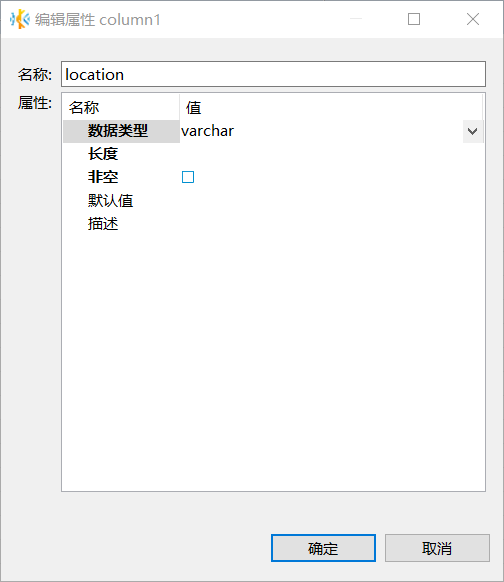 编辑属性 column1
名称: location
属性:
名称 值
数据类型 varchar
长度
非空
默认值
描述
确定 取消